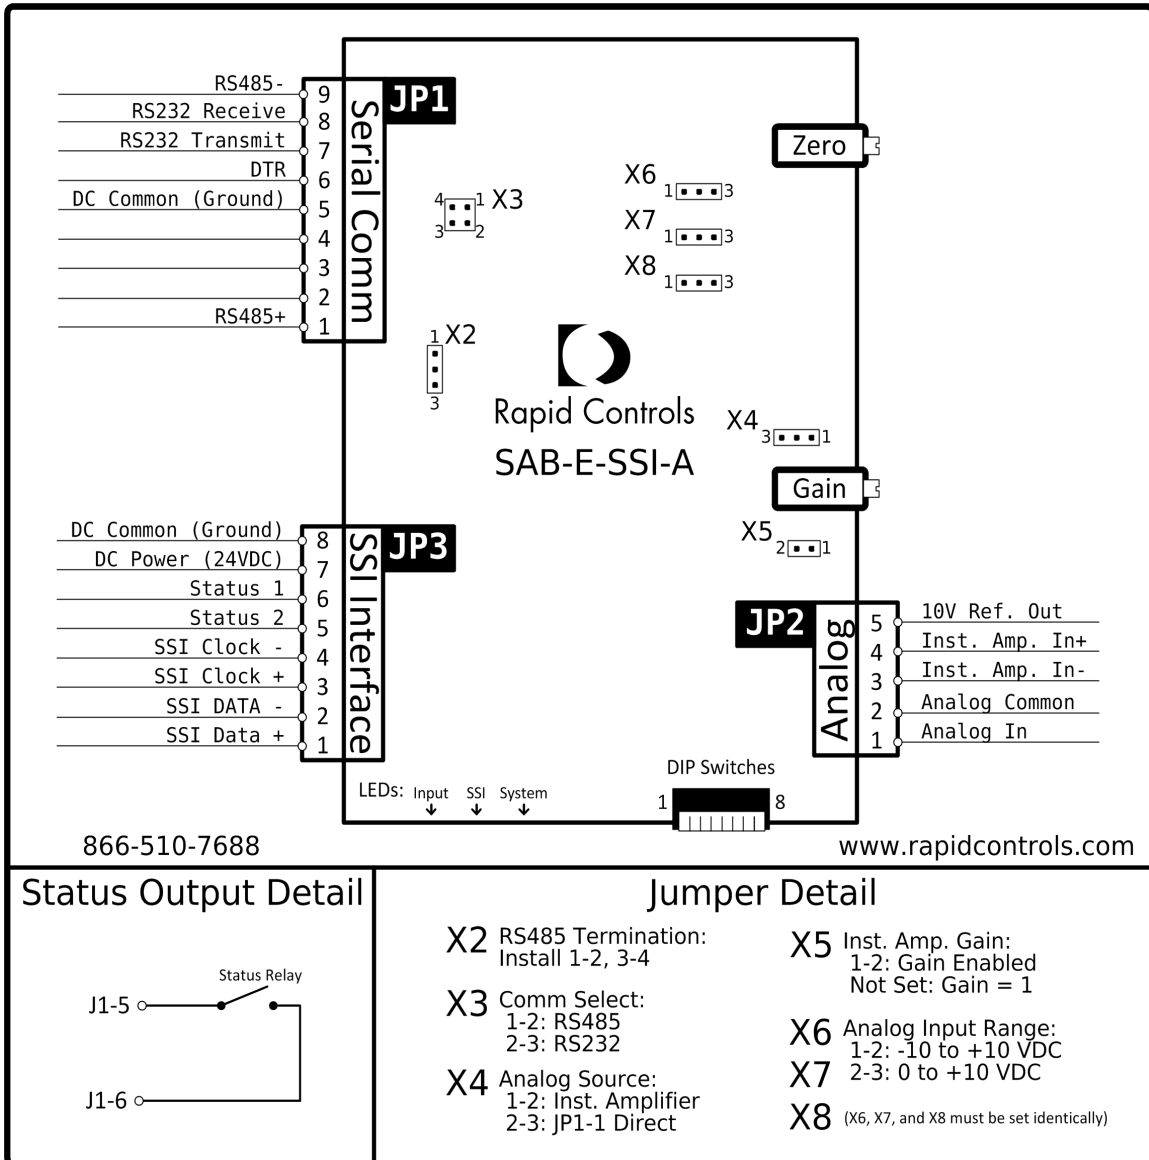 RS485-
9
RS232 Receive
8
RS232 Transmit
7
DTR
6
DC Common (Ground)
5
4
3
2
RS485+
1
Serial Comm
JP1
4 1 X3
3 2
1 X2
3
X6
1 3
X7
1 3
X8
1 3
Zero
Rapid Controls
SAB-E-SSI-A
X4
3 1
Gain
X5
2 1
DC Common (Ground)
8
DC Power (24VDC)
7
Status 1
6
Status 2
5
SSI Clock -
4
SSI Clock +
3
SSI DATA -
2
SSI Data +
1
SSI Interface
JP3
JP2
Analog
5 10V Ref. Out
4 Inst. Amp. In+
3 Inst. Amp. In-
2 Analog Common
1 Analog In
LEDs: Input SSI System
DIP Switches
1 8
866-510-7688
www.rapidcontrols.com
Status Output Detail
Status Relay
J1-5
J1-6
Jumper Detail
X2 RS485 Termination:
Install 1-2, 3-4
X3 Comm Select:
1-2: RS485
2-3: RS232
X4 Analog Source:
1-2: Inst. Amplifier
2-3: JP1-1 Direct
X5 Inst. Amp. Gain:
1-2: Gain Enabled
Not Set: Gain = 1
X6 Analog Input Range:
1-2: -10 to +10 VDC
X7 2-3: 0 to +10 VDC
X8 (X6, X7, and X8 must be set identically)